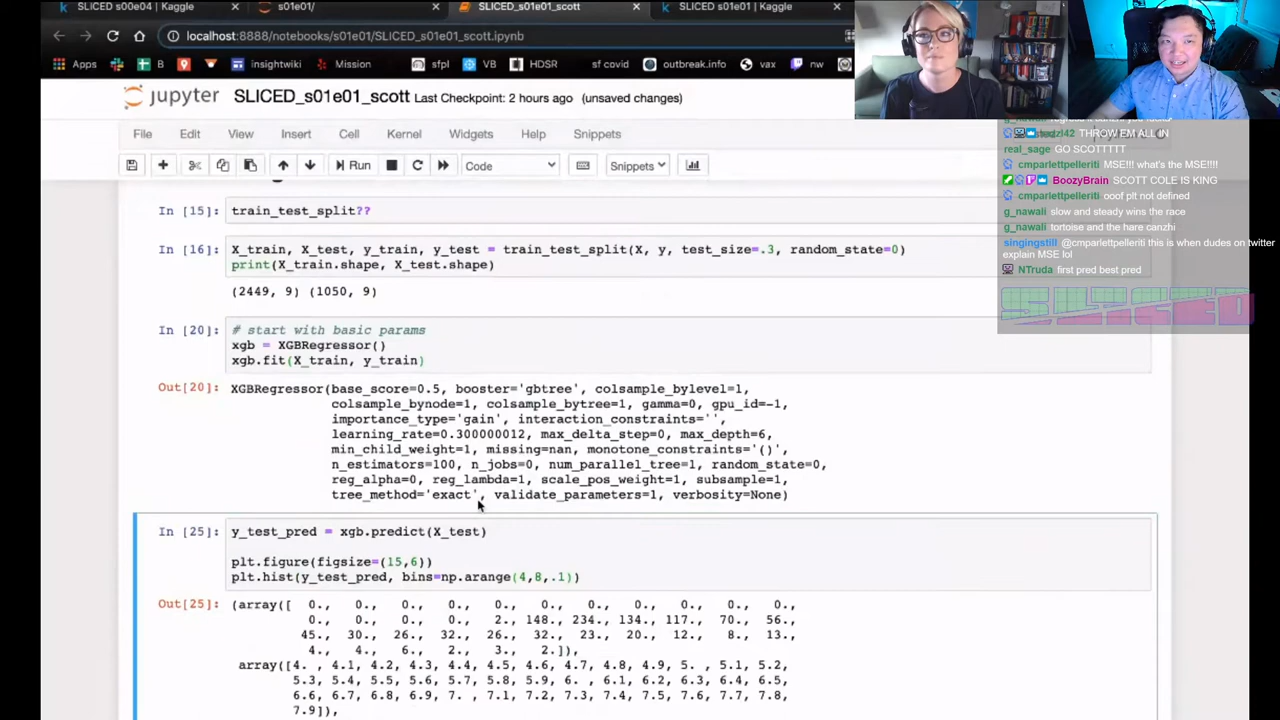 SLICED s00e04 | Kaggle
s01e01/
SLICED_s01e01_scott
SLICED s01e01 | Kaggle
localhost:8888/notebooks/s01e01/SLICED_s01e01_scott.ipynb
Apps
B
insightwiki
Mission
sfpl
VB
HDSR
sf covid
outbreak.info
vax
nw
jupyter SLICED_s01e01_scott Last Checkpoint: 2 hours ago (unsaved changes)
File Edit View Insert Cell Kernel Widgets Help Snippets
Run Code Snippets
In [15]: train_test_split??
In [16]: X_train, X_test, y_train, y_test = train_test_split(X, y, test_size=.3, random_state=0)
print(X_train.shape, X_test.shape)
(2449, 9) (1050, 9)
In [20]: # start with basic params
xgb = XGBRegressor()
xgb.fit(X_train, y_train)
Out[20]: XGBRegressor(base_score=0.5, booster='gbtree', colsample_bylevel=1,
colsample_bynode=1, colsample_bytree=1, gamma=0, gpu_id=-1,
importance_type='gain', interaction_constraints='',
learning_rate=0.300000012, max_delta_step=0, max_depth=6,
min_child_weight=1, missing=nan, monotone_constraints='()',
n_estimators=100, n_jobs=0, num_parallel_tree=1, random_state=0,
reg_alpha=0, reg_lambda=1, scale_pos_weight=1, subsample=1,
tree_method='exact', validate_parameters=1, verbosity=None)
In [25]: y_test_pred = xgb.predict(X_test)
plt.figure(figsize=(15,6))
plt.hist(y_test_pred, bins=np.arange(4,8,.1))
Out[25]: (array([ 0., 0., 0., 0., 0., 0., 0., 0., 0., 0., 0.,
0., 0., 0., 0., 2., 148., 234., 134., 117., 70., 56.,
45., 30., 26., 32., 26., 32., 23., 20., 12., 8., 13.,
4., 4., 6., 2., 3., 2.]),
array([4. , 4.1, 4.2, 4.3, 4.4, 4.5, 4.6, 4.7, 4.8, 4.9, 5. , 5.1, 5.2,
5.3, 5.4, 5.5, 5.6, 5.7, 5.8, 5.9, 6. , 6.1, 6.2, 6.3, 6.4, 6.5,
6.6, 6.7, 6.8, 6.9, 7. , 7.1, 7.2, 7.3, 7.4, 7.5, 7.6, 7.7, 7.8,
7.9]),
THROW EM ALL IN
real_sage GO SCOTTTTT
cmparlettpelleriti MSE!!! what's the MSE!!!!
BoozyBrain SCOTT COLE IS KING
cmparlettpelleriti ooof plt not defined
g_nawali slow and steady wins the race
g_nawali tortoise and the hare canzhi
singingstill @cmparlettpelleriti this is when dudes on twitter
explain MSE lol
NTruda first pred best pred
SLICED